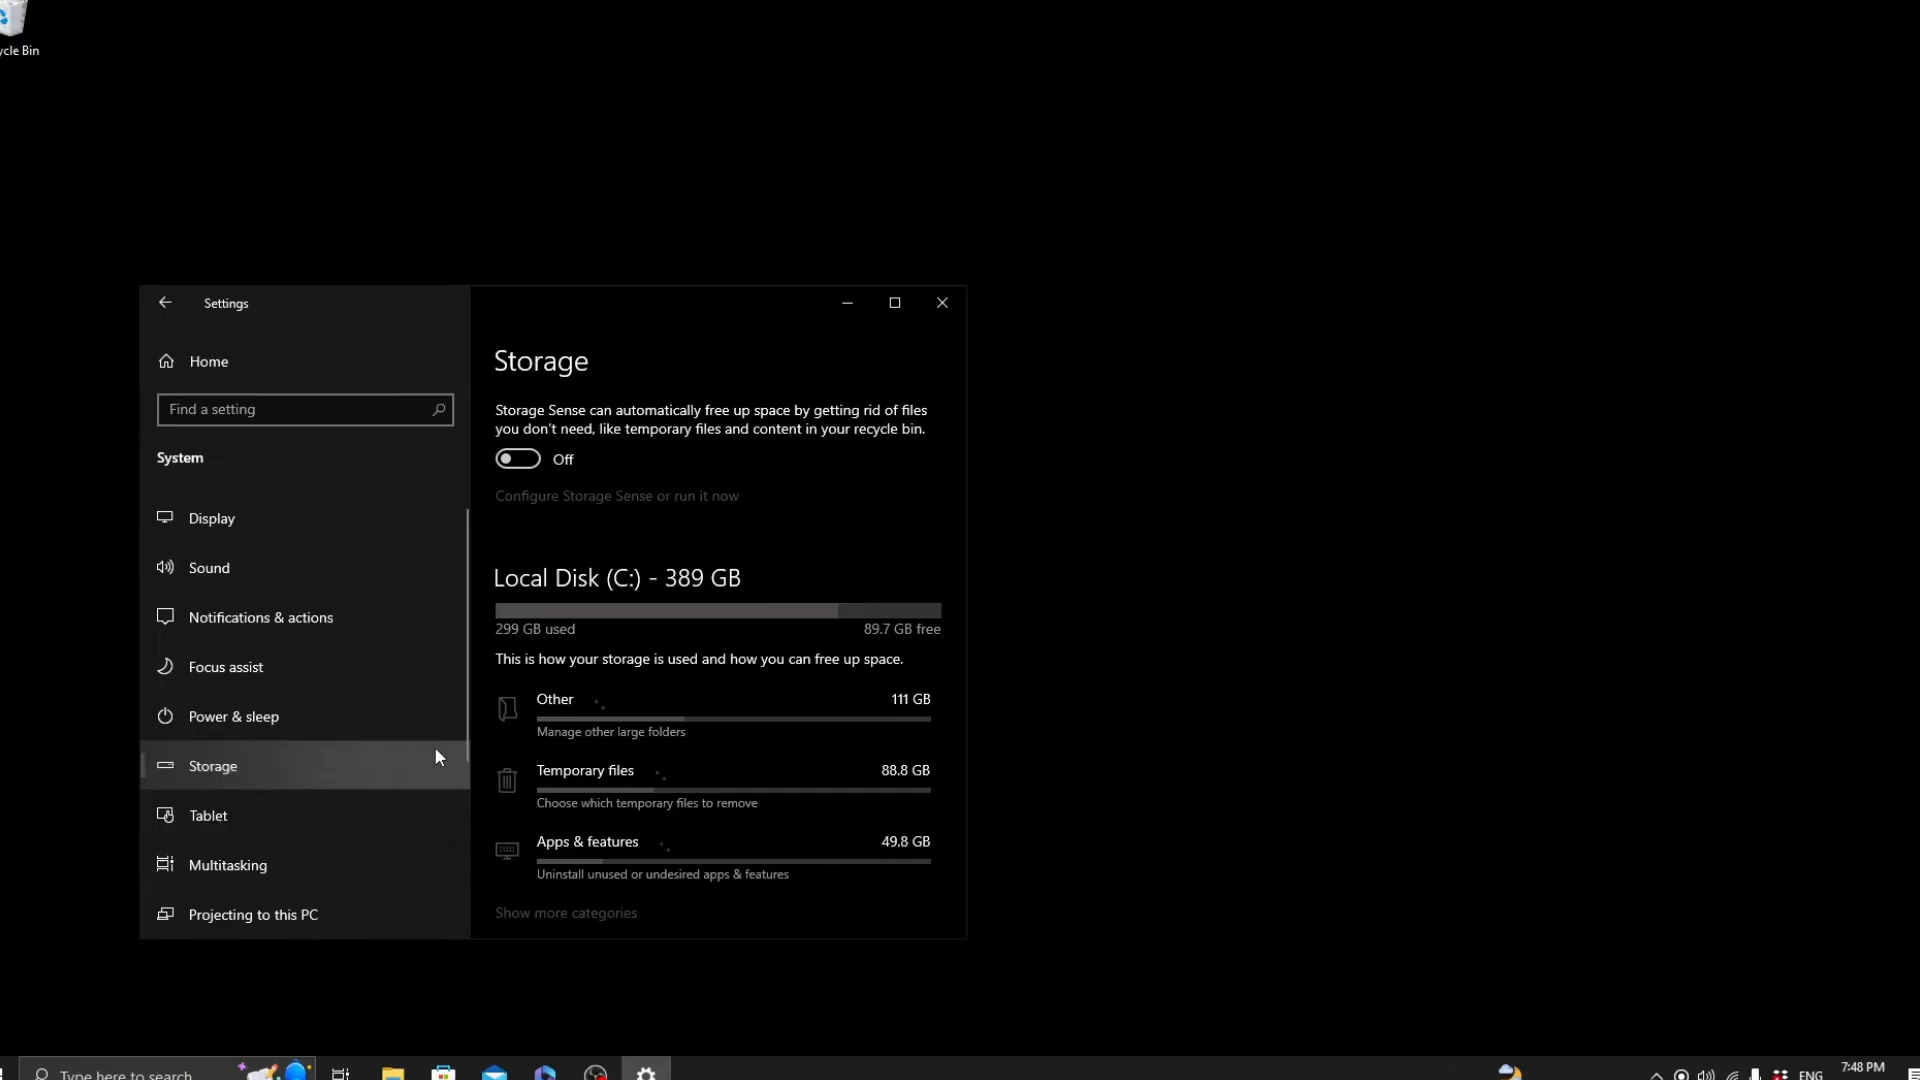 ycle Bin
Settings
Home
Find a setting
System
Display
Sound
Notifications & actions
Focus assist
Power & sleep
Storage
Tablet
Multitasking
Projecting to this PC
Storage
Storage Sense can automatically free up space by getting rid of files
you don't need, like temporary files and content in your recycle bin.
Off
Configure Storage Sense or run it now
Local Disk (C:) - 389 GB
299 GB used 89.7 GB free
This is how your storage is used and how you can free up space.
Other 111 GB
Manage other large folders
Temporary files 88.8 GB
Choose which temporary files to remove
Apps & features 49.8 GB
Uninstall unused or undesired apps & features
Show more categories
Type here to search
ENG
7:48 PM